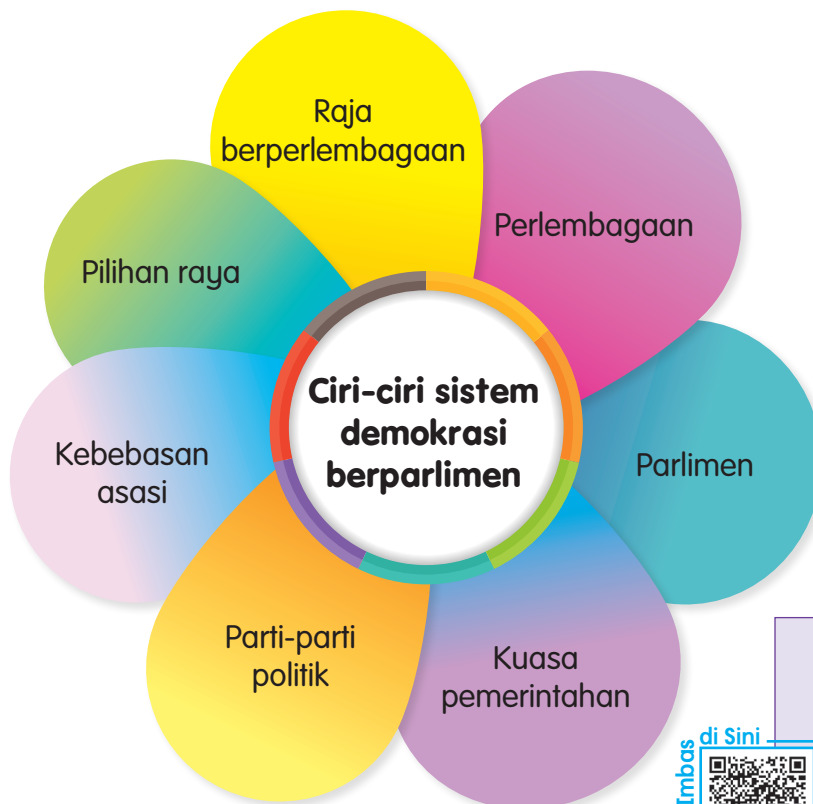 Raja
berperlembagaan
Perlembagaan
Pilihan raya
Ciri-ciri sistem
demokrasi
berparlimen
Kebebasan
asasi
Parlimen
Parti-parti
politik
Kuasa
pemerintahan
Imbas
di Sini